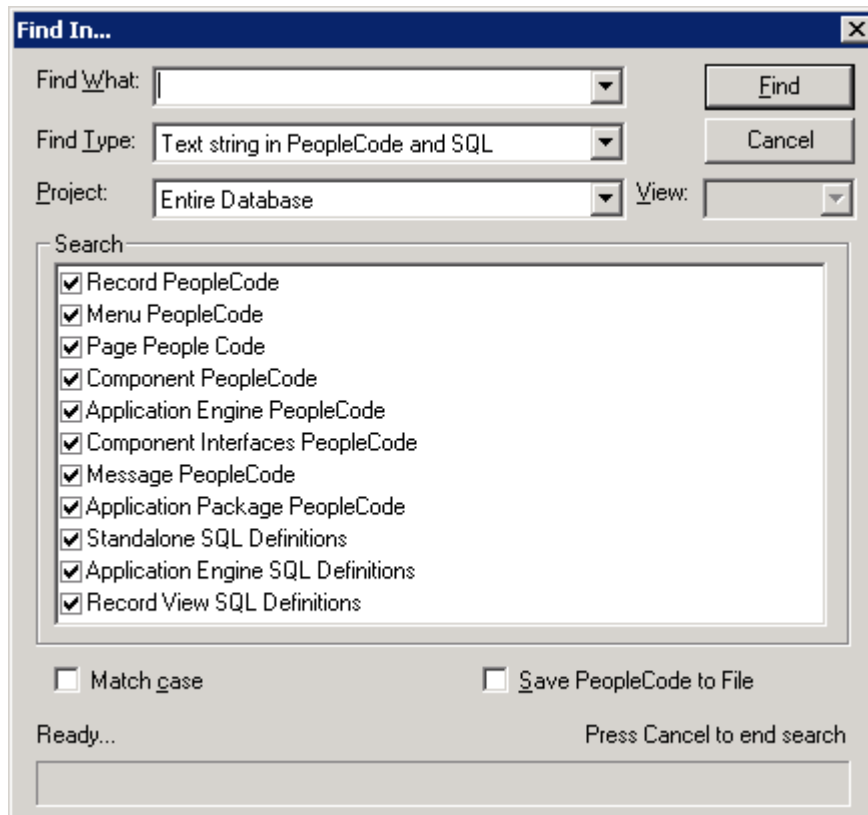 Find In...
Find What:
Find
Find Type: Text string in PeopleCode and SQL
Cancel
Project: Entire Database View:
Search
Record PeopleCode
Menu PeopleCode
Page People Code
Component PeopleCode
Application Engine PeopleCode
Component Interfaces PeopleCode
Message PeopleCode
Application Package PeopleCode
Standalone SQL Definitions
Application Engine SQL Definitions
Record View SQL Definitions
Match case Save PeopleCode to File
Ready... Press Cancel to end search